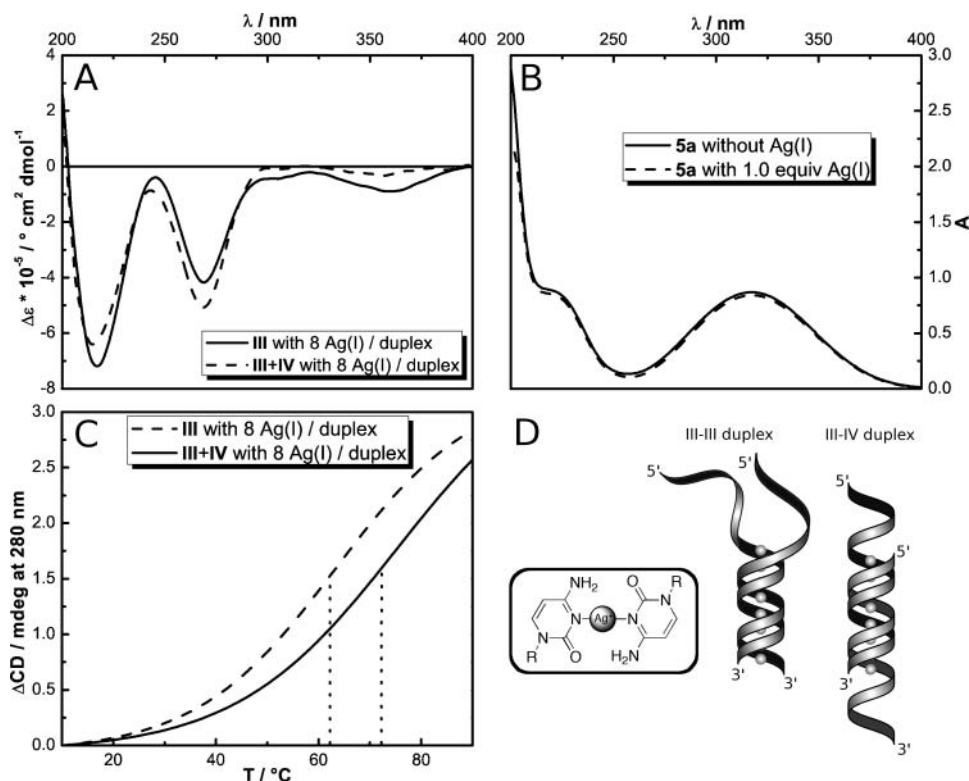 λ / nm
200 250 300 350 400
4
2
0
-2
-4
-6
-8
Δε * 10⁻⁵ / ° cm² dmol⁻¹
A
III with 8 Ag(I) / duplex
III+IV with 8 Ag(I) / duplex
λ / nm
200 250 300 350 400
B
5a without Ag(I)
5a with 1.0 equiv Ag(I)
3.0
2.5
2.0
1.5
1.0
0.5
0.0
A
C
III with 8 Ag(I) / duplex
III+IV with 8 Ag(I) / duplex
3.0
2.5
2.0
1.5
1.0
0.5
0.0
ΔCD / mdeg at 280 nm
20 40 60 80
T / °C
D
III-III duplex
III-IV duplex
5'
5'
3'
3'
5'
5'
3'
3'
NH₂
O
R
N
Ag⁺
N
N
N
R
O
H₂N